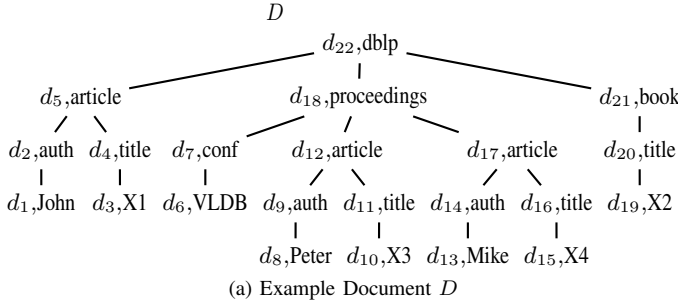 D
d22,dblp
d5,article d18,proceedings d21,book
d2,auth d4,title d7,conf d12,article d17,article d20,title
d1,John d3,X1 d6,VLDB d9,auth d11,title d14,auth d16,title d19,X2
d8,Peter d10,X3 d13,Mike d15,X4
(a) Example Document D